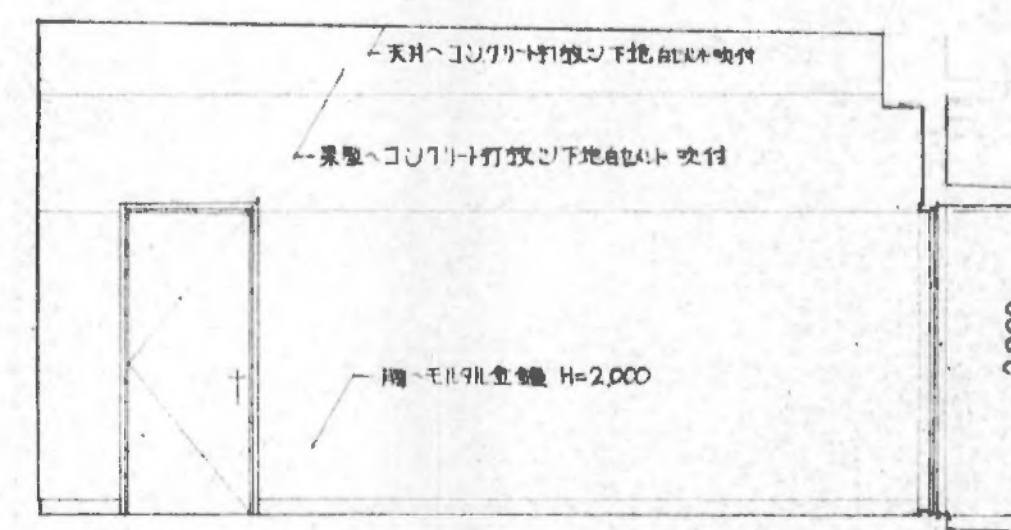 天井~コンクリート打放シ下地白セメント吹付
梁型~コンクリート打放シ下地白セメント吹付
モルタル金鏝 H=2,000